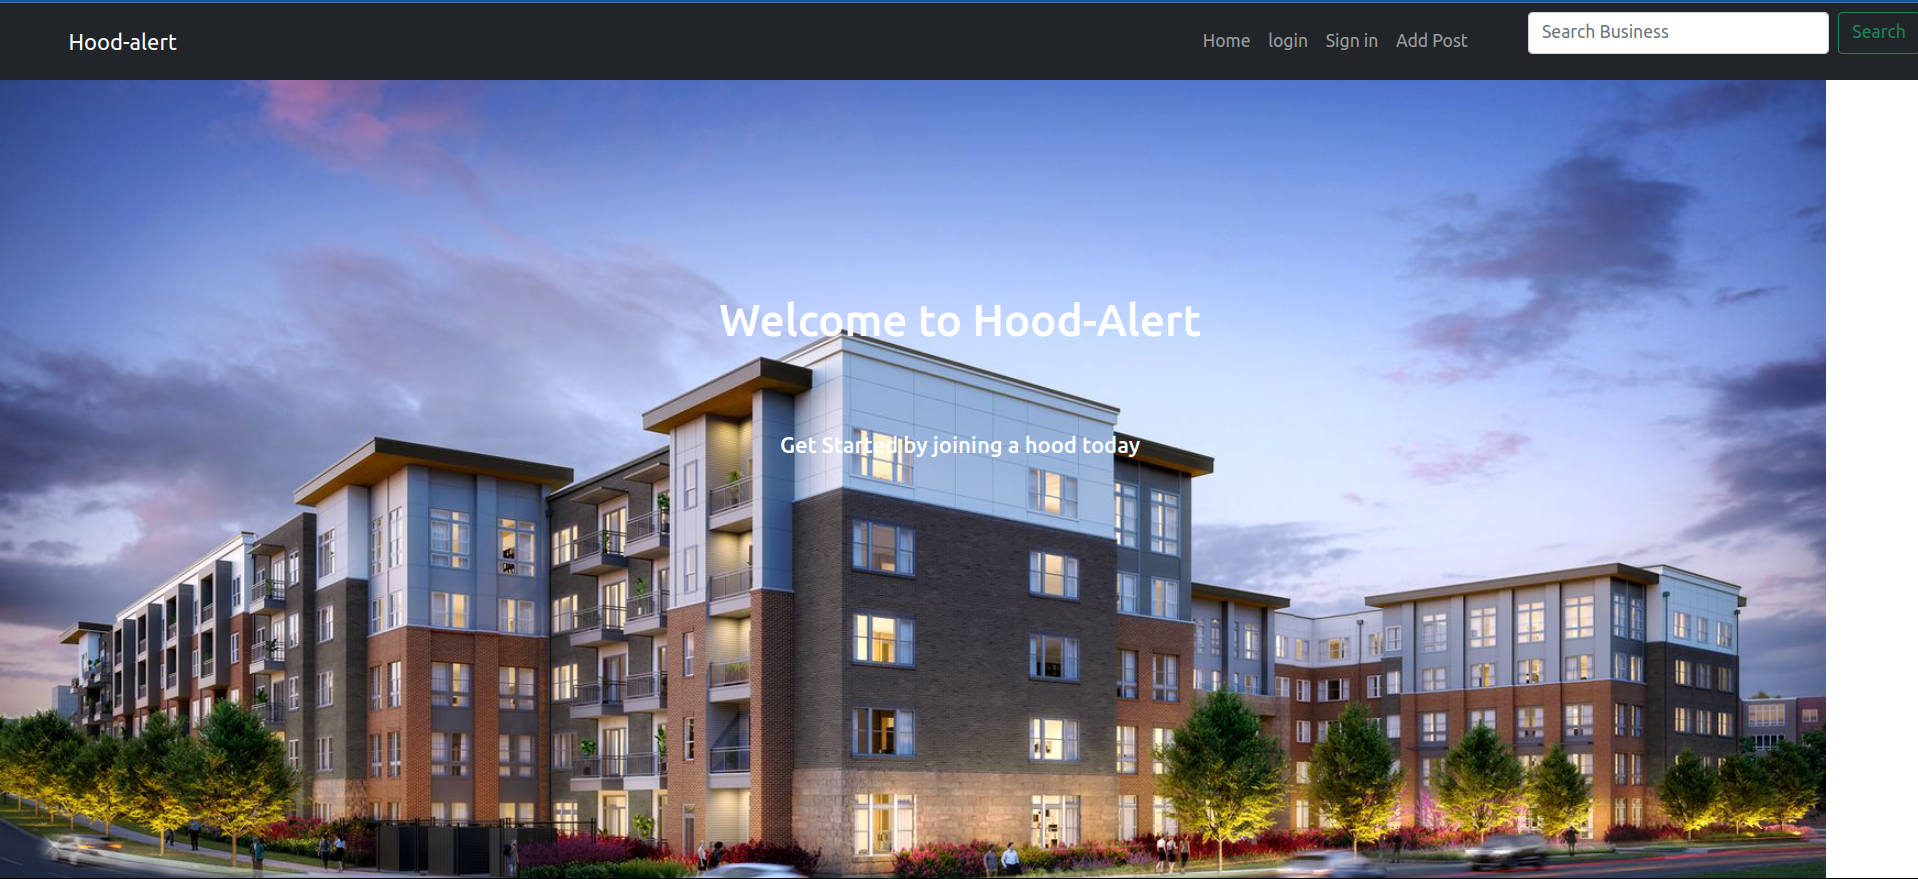 Hood-alert
Home login Sign in Add Post
Search Business Search
Welcome to Hood-Alert
Get Started by joining a hood today